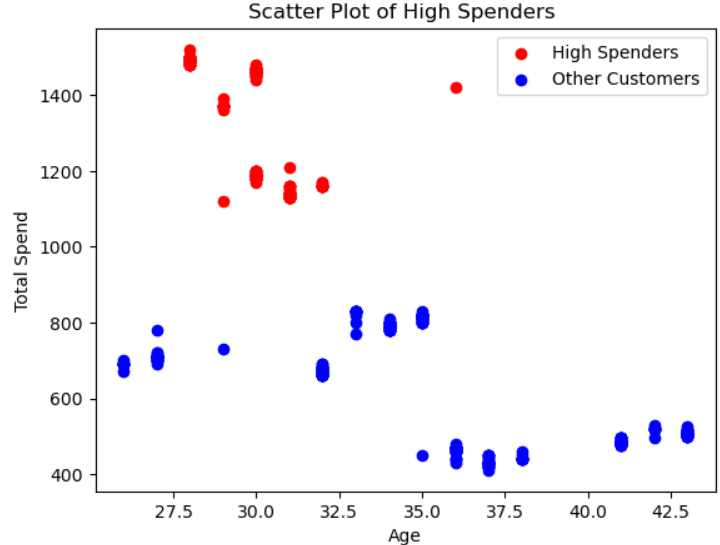 Scatter Plot of High Spenders
High Spenders
Other Customers
Total Spend
1400
1200
1000
800
600
400
27.5 30.0 32.5 35.0 37.5 40.0 42.5
Age